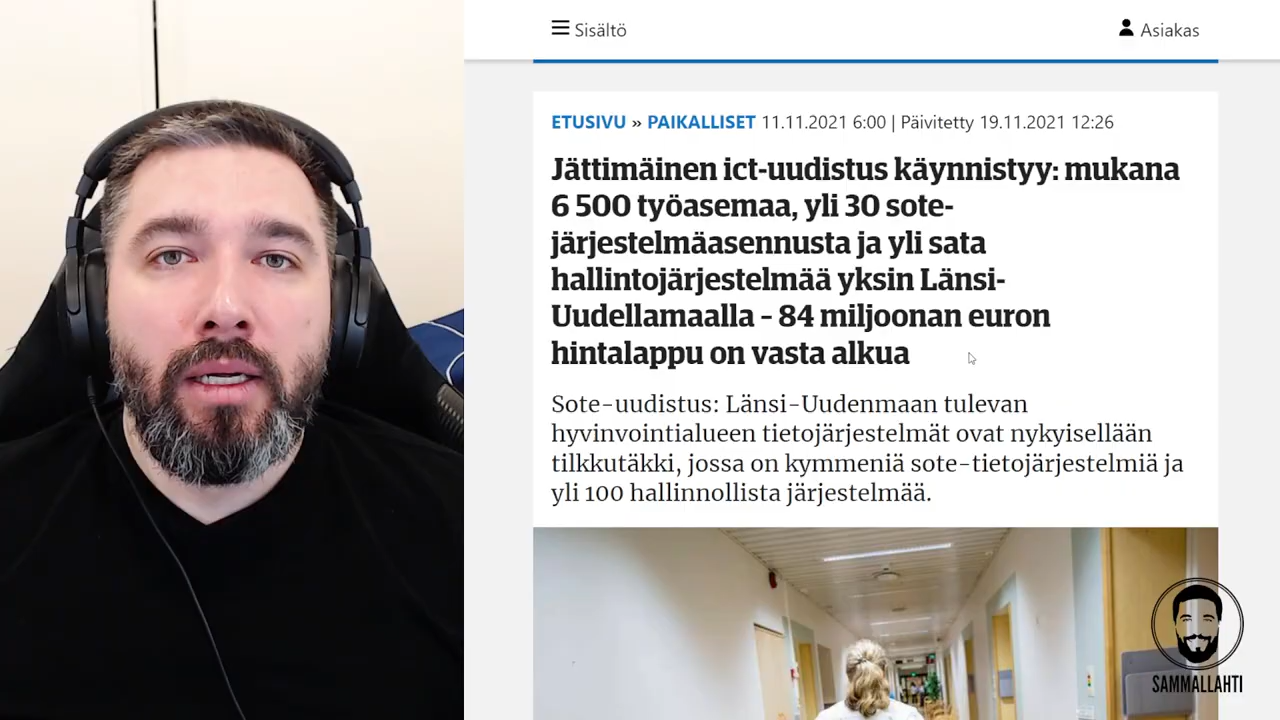 Sisältö
Asiakas
ETUSIVU » PAIKALLISET 11.11.2021 6:00 | Päivitetty 19.11.2021 12:26
Jättimäinen ict-uudistus käynnistyy: mukana
6 500 työasemaa, yli 30 sote-
järjestelmäasennusta ja yli sata
hallintojärjestelmää yksin Länsi-
Uudellamaalla – 84 miljoonan euron
hintalappu on vasta alkua
Sote-uudistus: Länsi-Uudenmaan tulevan
hyvinvointialueen tietojärjestelmät ovat nykyisellään
tilkkutäkki, jossa on kymmeniä sote-tietojärjestelmiä ja
yli 100 hallinnollista järjestelmää.
SAMMALLAHTI